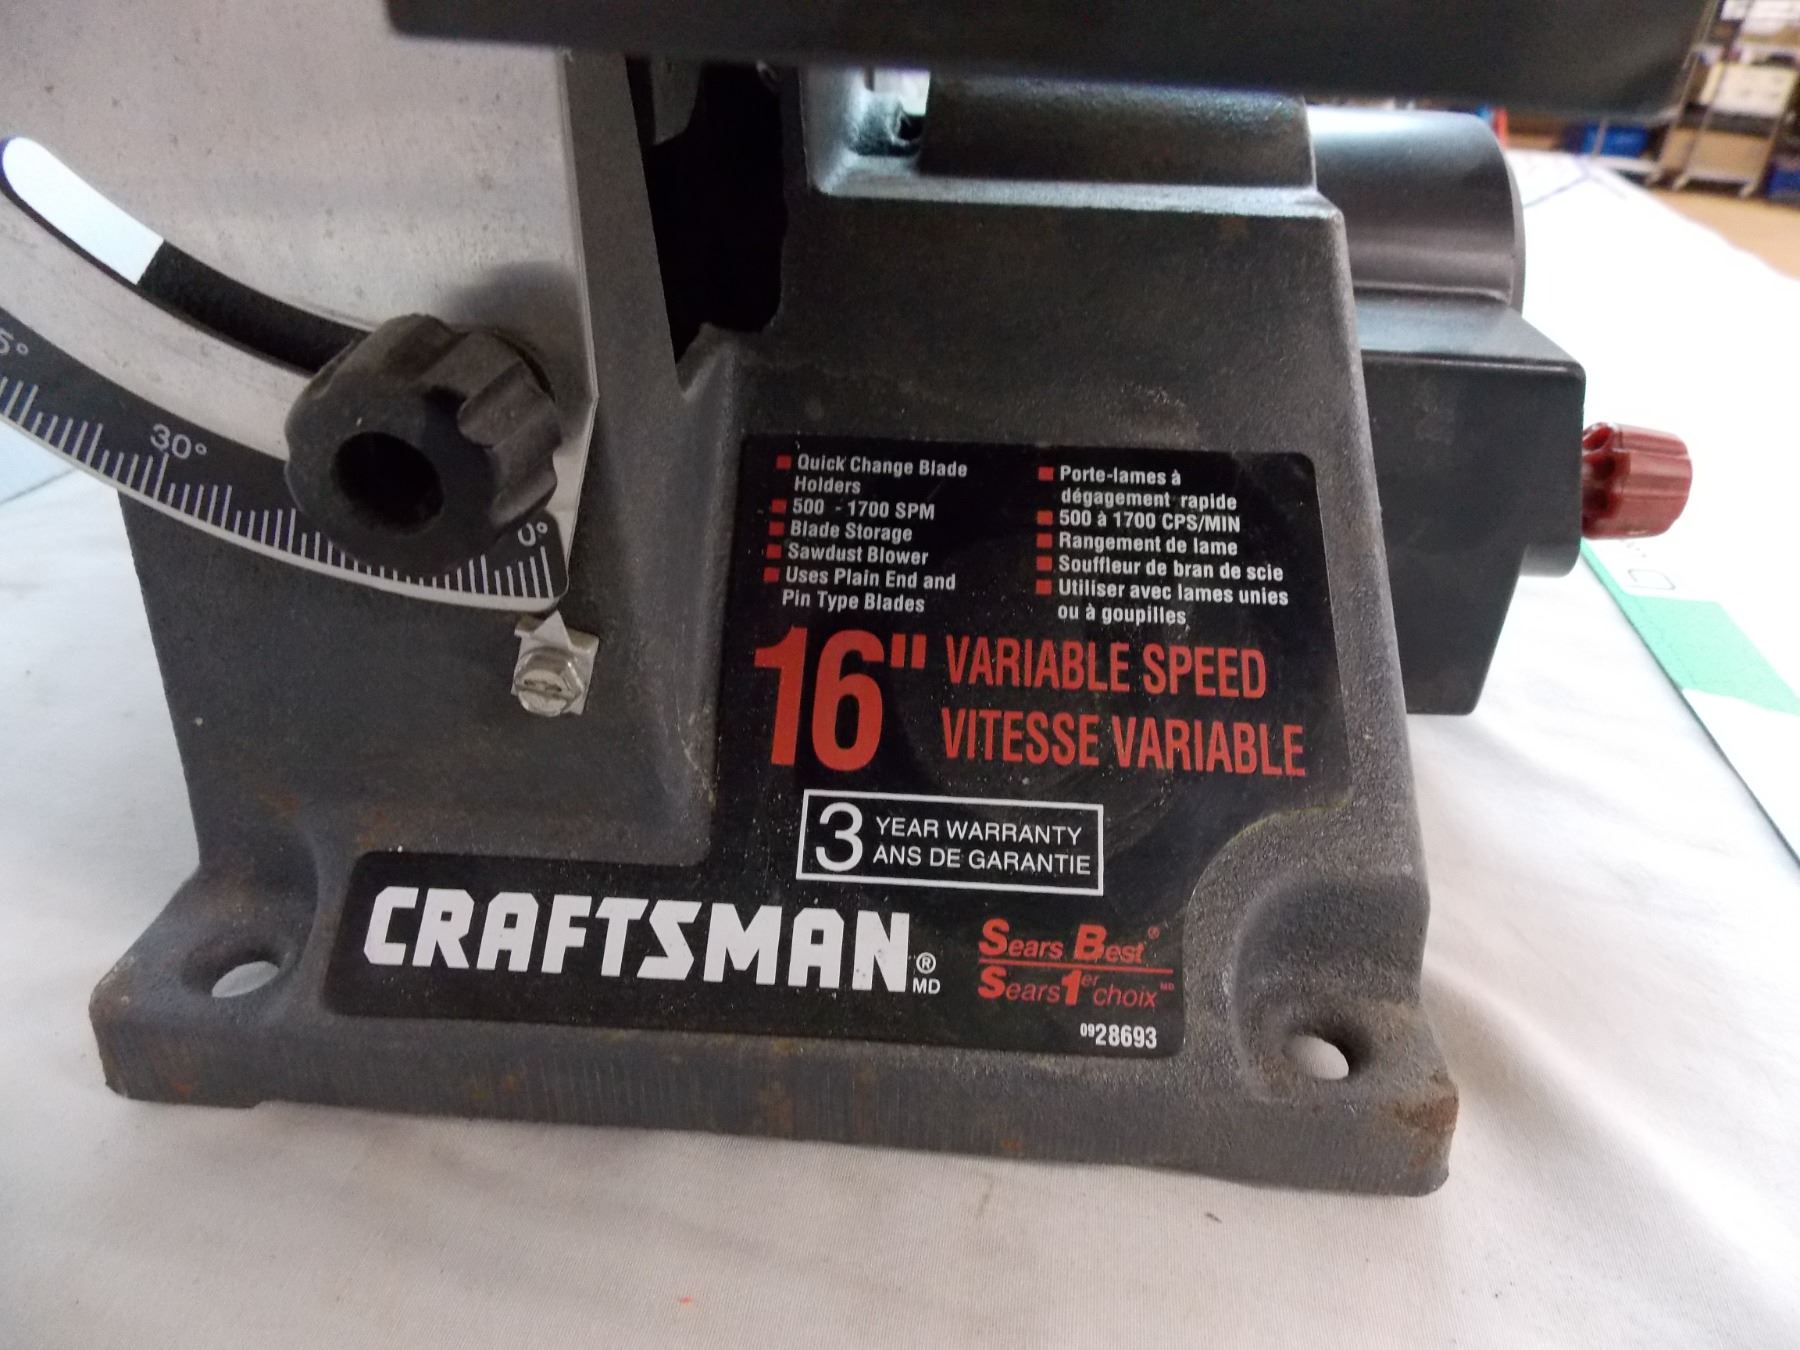 30°
0°
Quick Change Blade
Holders
500 - 1700 SPM
Blade Storage
Sawdust Blower
Uses Plain End and
Pin Type Blades
Porte-lames à
dégagement rapide
500 à 1700 CPS/MIN
Rangement de lame
Souffleur de bran de scie
Utiliser avec lames unies
ou à goupilles
16" VARIABLE SPEED
VITESSE VARIABLE
3 YEAR WARRANTY
ANS DE GARANTIE
CRAFTSMAN®
MD
Sears Best®
Sears 1er choix MD
0928693